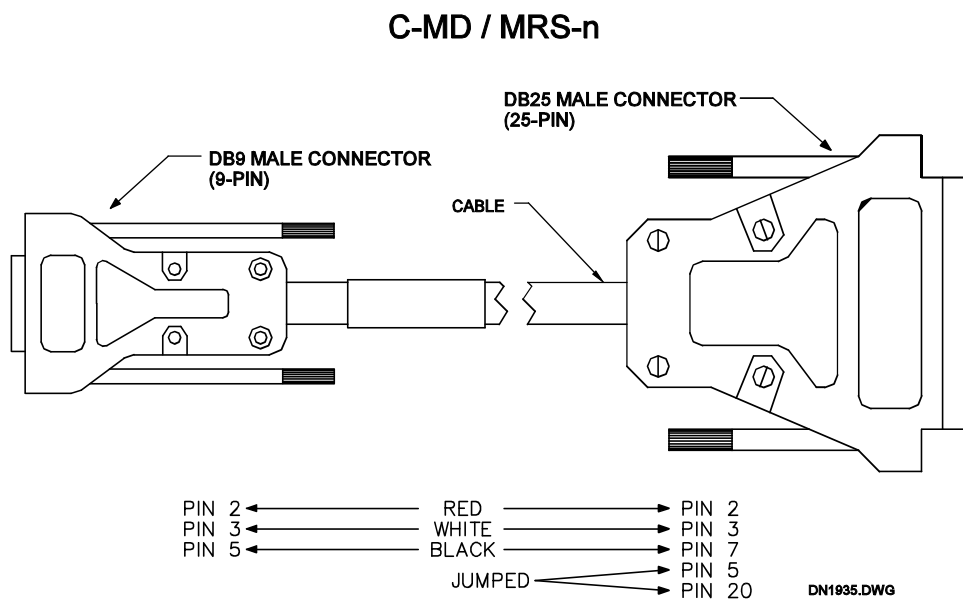 C-MD / MRS-n
DB25 MALE CONNECTOR
(25-PIN)
DB9 MALE CONNECTOR
(9-PIN)
CABLE
PIN 2 RED PIN 2
PIN 3 WHITE PIN 3
PIN 5 BLACK PIN 7
JUMPED PIN 5
PIN 20
DN1935.DWG